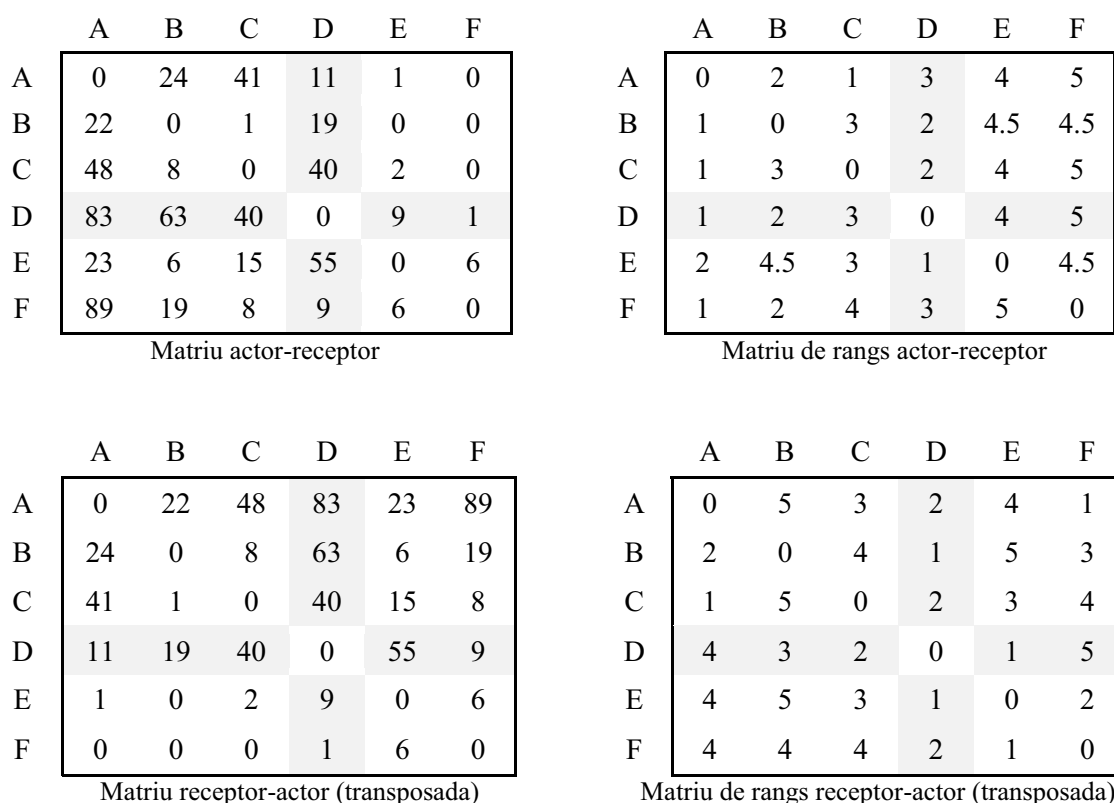 A B C D E F
A 0 24 41 11 1 0
B 22 0 1 19 0 0
C 48 8 0 40 2 0
D 83 63 40 0 9 1
E 23 6 15 55 0 6
F 89 19 8 9 6 0
Matriu actor-receptor
A B C D E F
A 0 2 1 3 4 5
B 1 0 3 2 4.5 4.5
C 1 3 0 2 4 5
D 1 2 3 0 4 5
E 2 4.5 3 1 0 4.5
F 1 2 4 3 5 0
Matriu de rangs actor-receptor
A B C D E F
A 0 22 48 83 23 89
B 24 0 8 63 6 19
C 41 1 0 40 15 8
D 11 19 40 0 55 9
E 1 0 2 9 0 6
F 0 0 0 1 6 0
Matriu receptor-actor (transposada)
A B C D E F
A 0 5 3 2 4 1
B 2 0 4 1 5 3
C 1 5 0 2 3 4
D 4 3 2 0 1 5
E 4 5 3 1 0 2
F 4 4 4 2 1 0
Matriu de rangs receptor-actor (transposada)